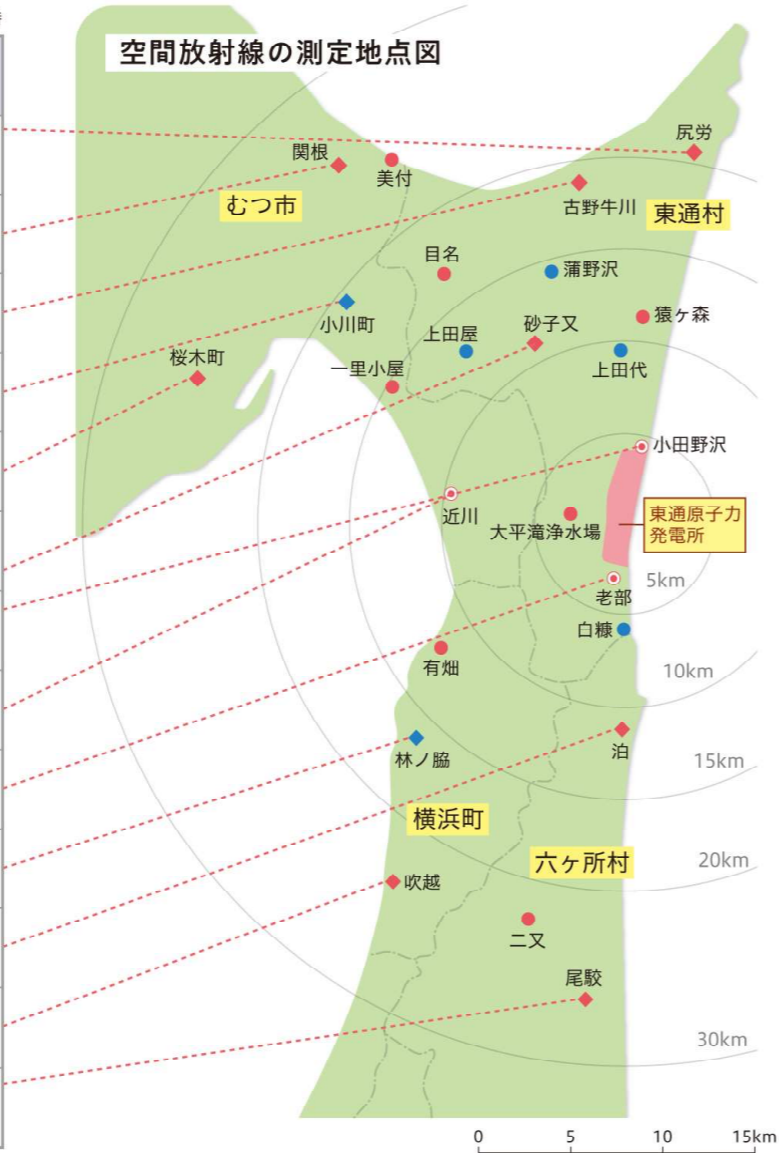 空間放射線の測定地点図
尻労
関根
美付
古野牛川
東通村
むつ市
目名
蒲野沢
小川町
猿ヶ森
砂子又
上田屋
桜木町
一里小屋
上田代
小田野沢
近川
大平滝浄水場
東通原子力
発電所
5km
老部
白糠
有畑
10km
泊
林ノ脇
15km
横浜町
六ヶ所村
20km
吹越
二又
尾駮
30km
0 5 10 15km